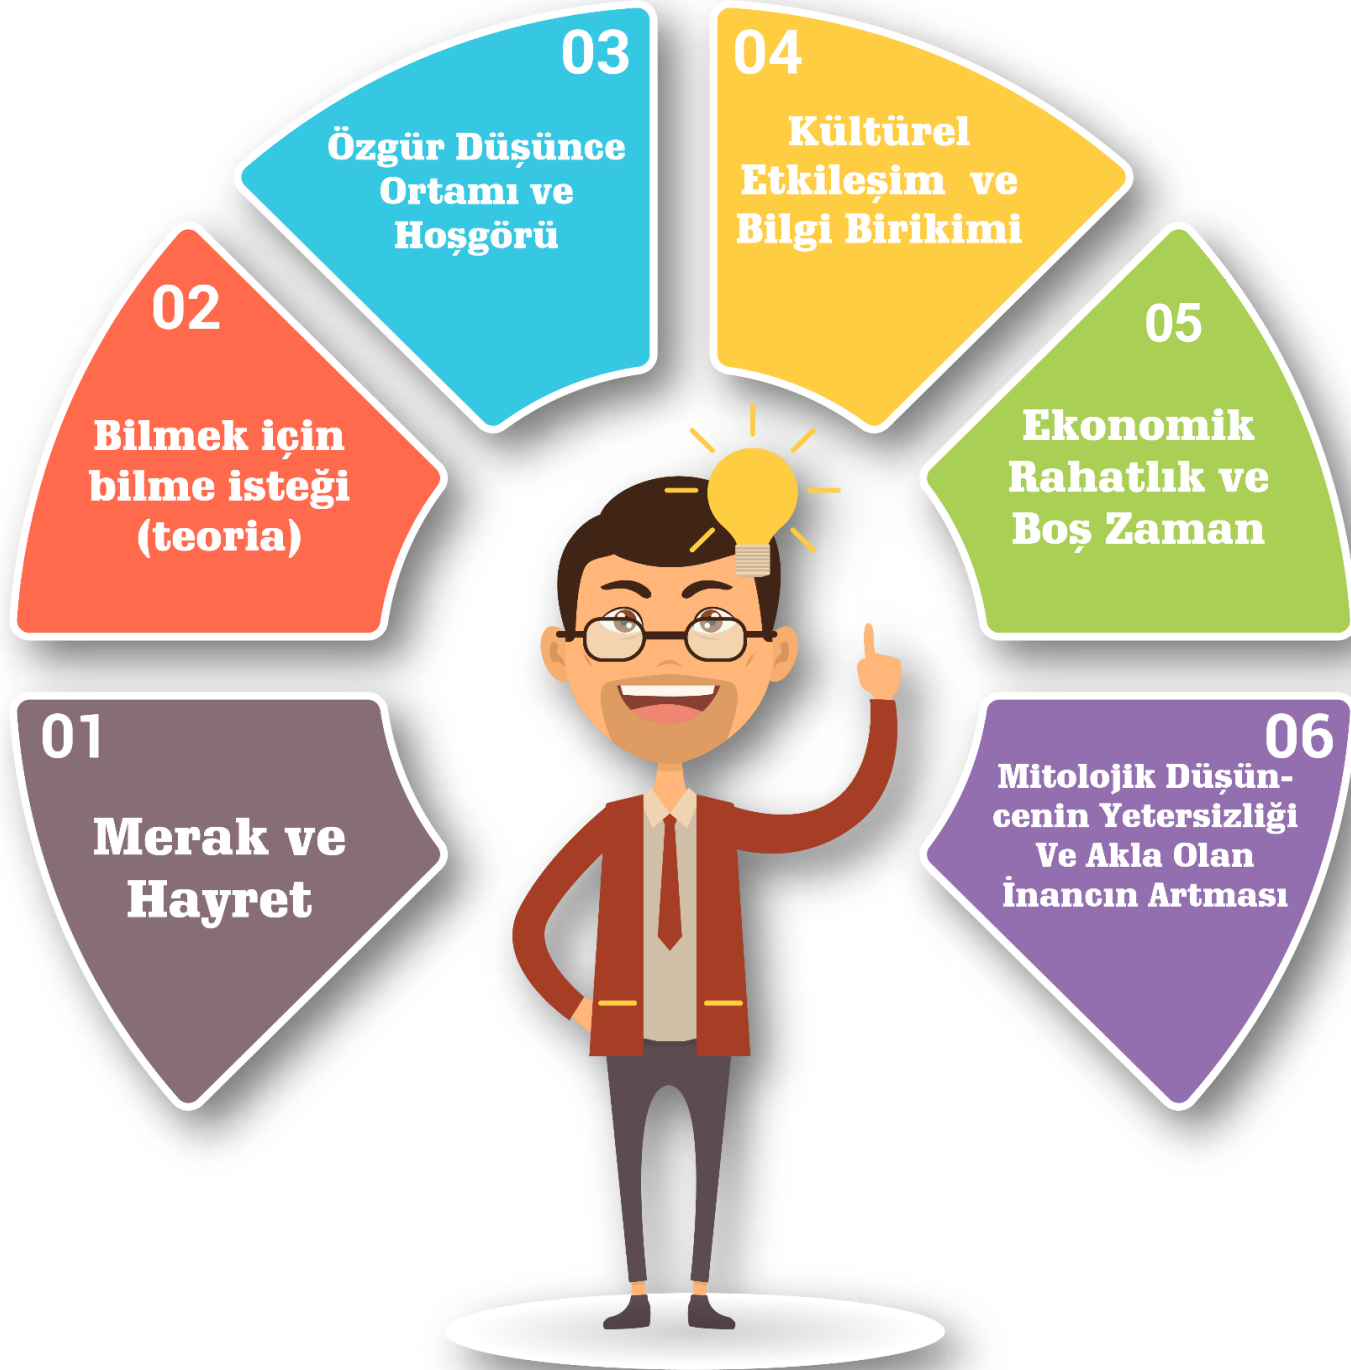 01
Merak ve
Hayret
02
Bilmek için
bilme isteği
(teoria)
03
Özgür Düşünce
Ortamı ve
Hoşgörü
04
Kültürel
Etkileşim ve
Bilgi Birikimi
05
Ekonomik
Rahatlık ve
Boş Zaman
06
Mitolojik Düşün-
cenin Yetersizliği
Ve Akla Olan
İnancın Artması